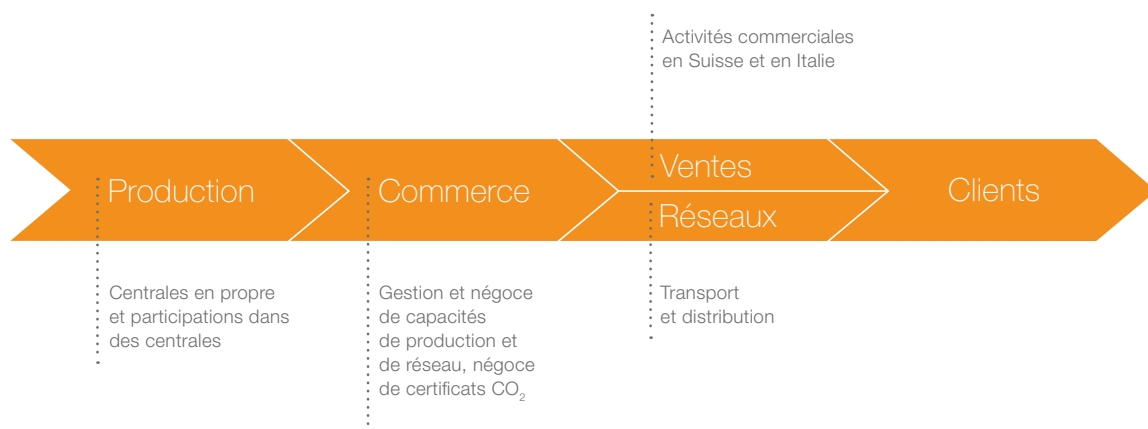 Activités commerciales
en Suisse et en Italie
Production
Commerce
Ventes
Réseaux
Clients
Centrales en propre
et participations dans
des centrales
Gestion et négoce
de capacités
de production et
de réseau, négoce
de certificats CO₂
Transport
et distribution